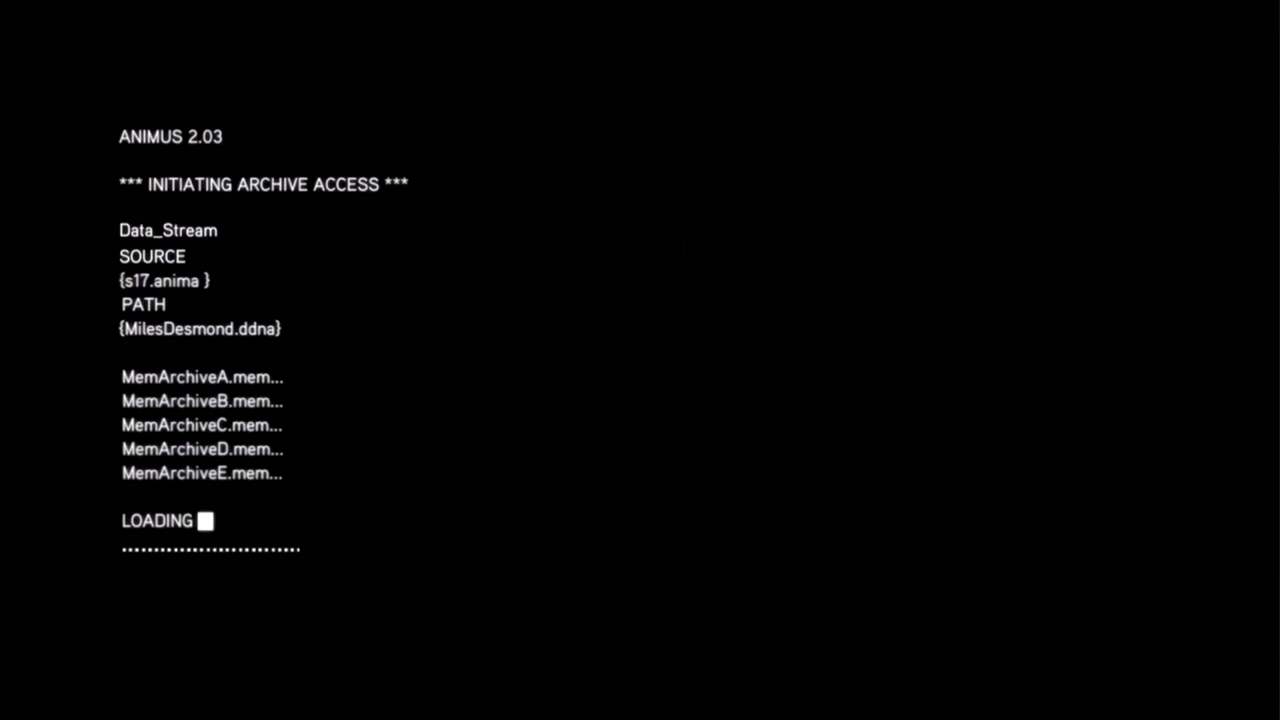 ANIMUS 2.03
*** INITIATING ARCHIVE ACCESS ***
Data_Stream
SOURCE
{s17.anima }
PATH
{MilesDesmond.ddna}
MemArchiveA.mem...
MemArchiveB.mem...
MemArchiveC.mem...
MemArchiveD.mem...
MemArchiveE.mem...
LOADING